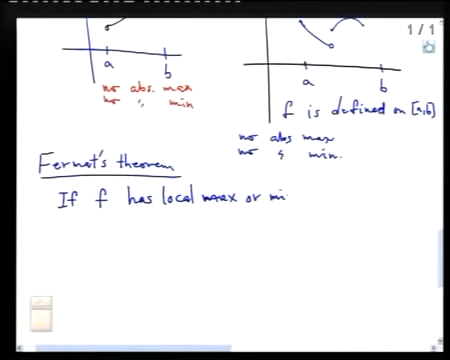 1 / 1
a
b
no abs. max
no " min
a
b
f is defined on [a,b]
no abs max
no " min.
Fermat's theorem
If f has local max or mi